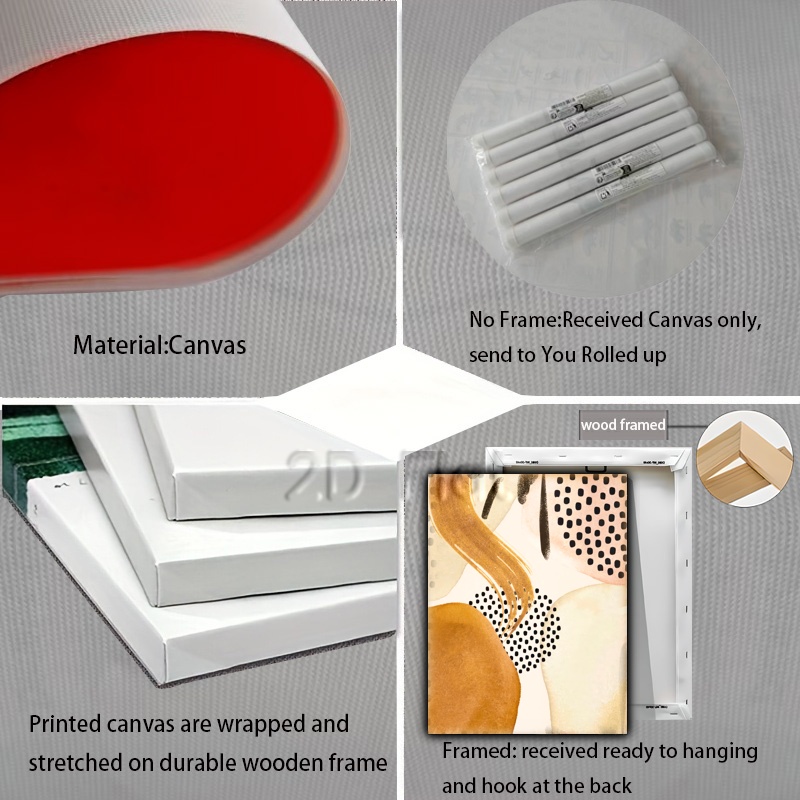 Material:Canvas
No Frame:Received Canvas only,
send to You Rolled up
2D
wood framed
Printed canvas are wrapped and
stretched on durable wooden frame
Framed: received ready to hanging
and hook at the back